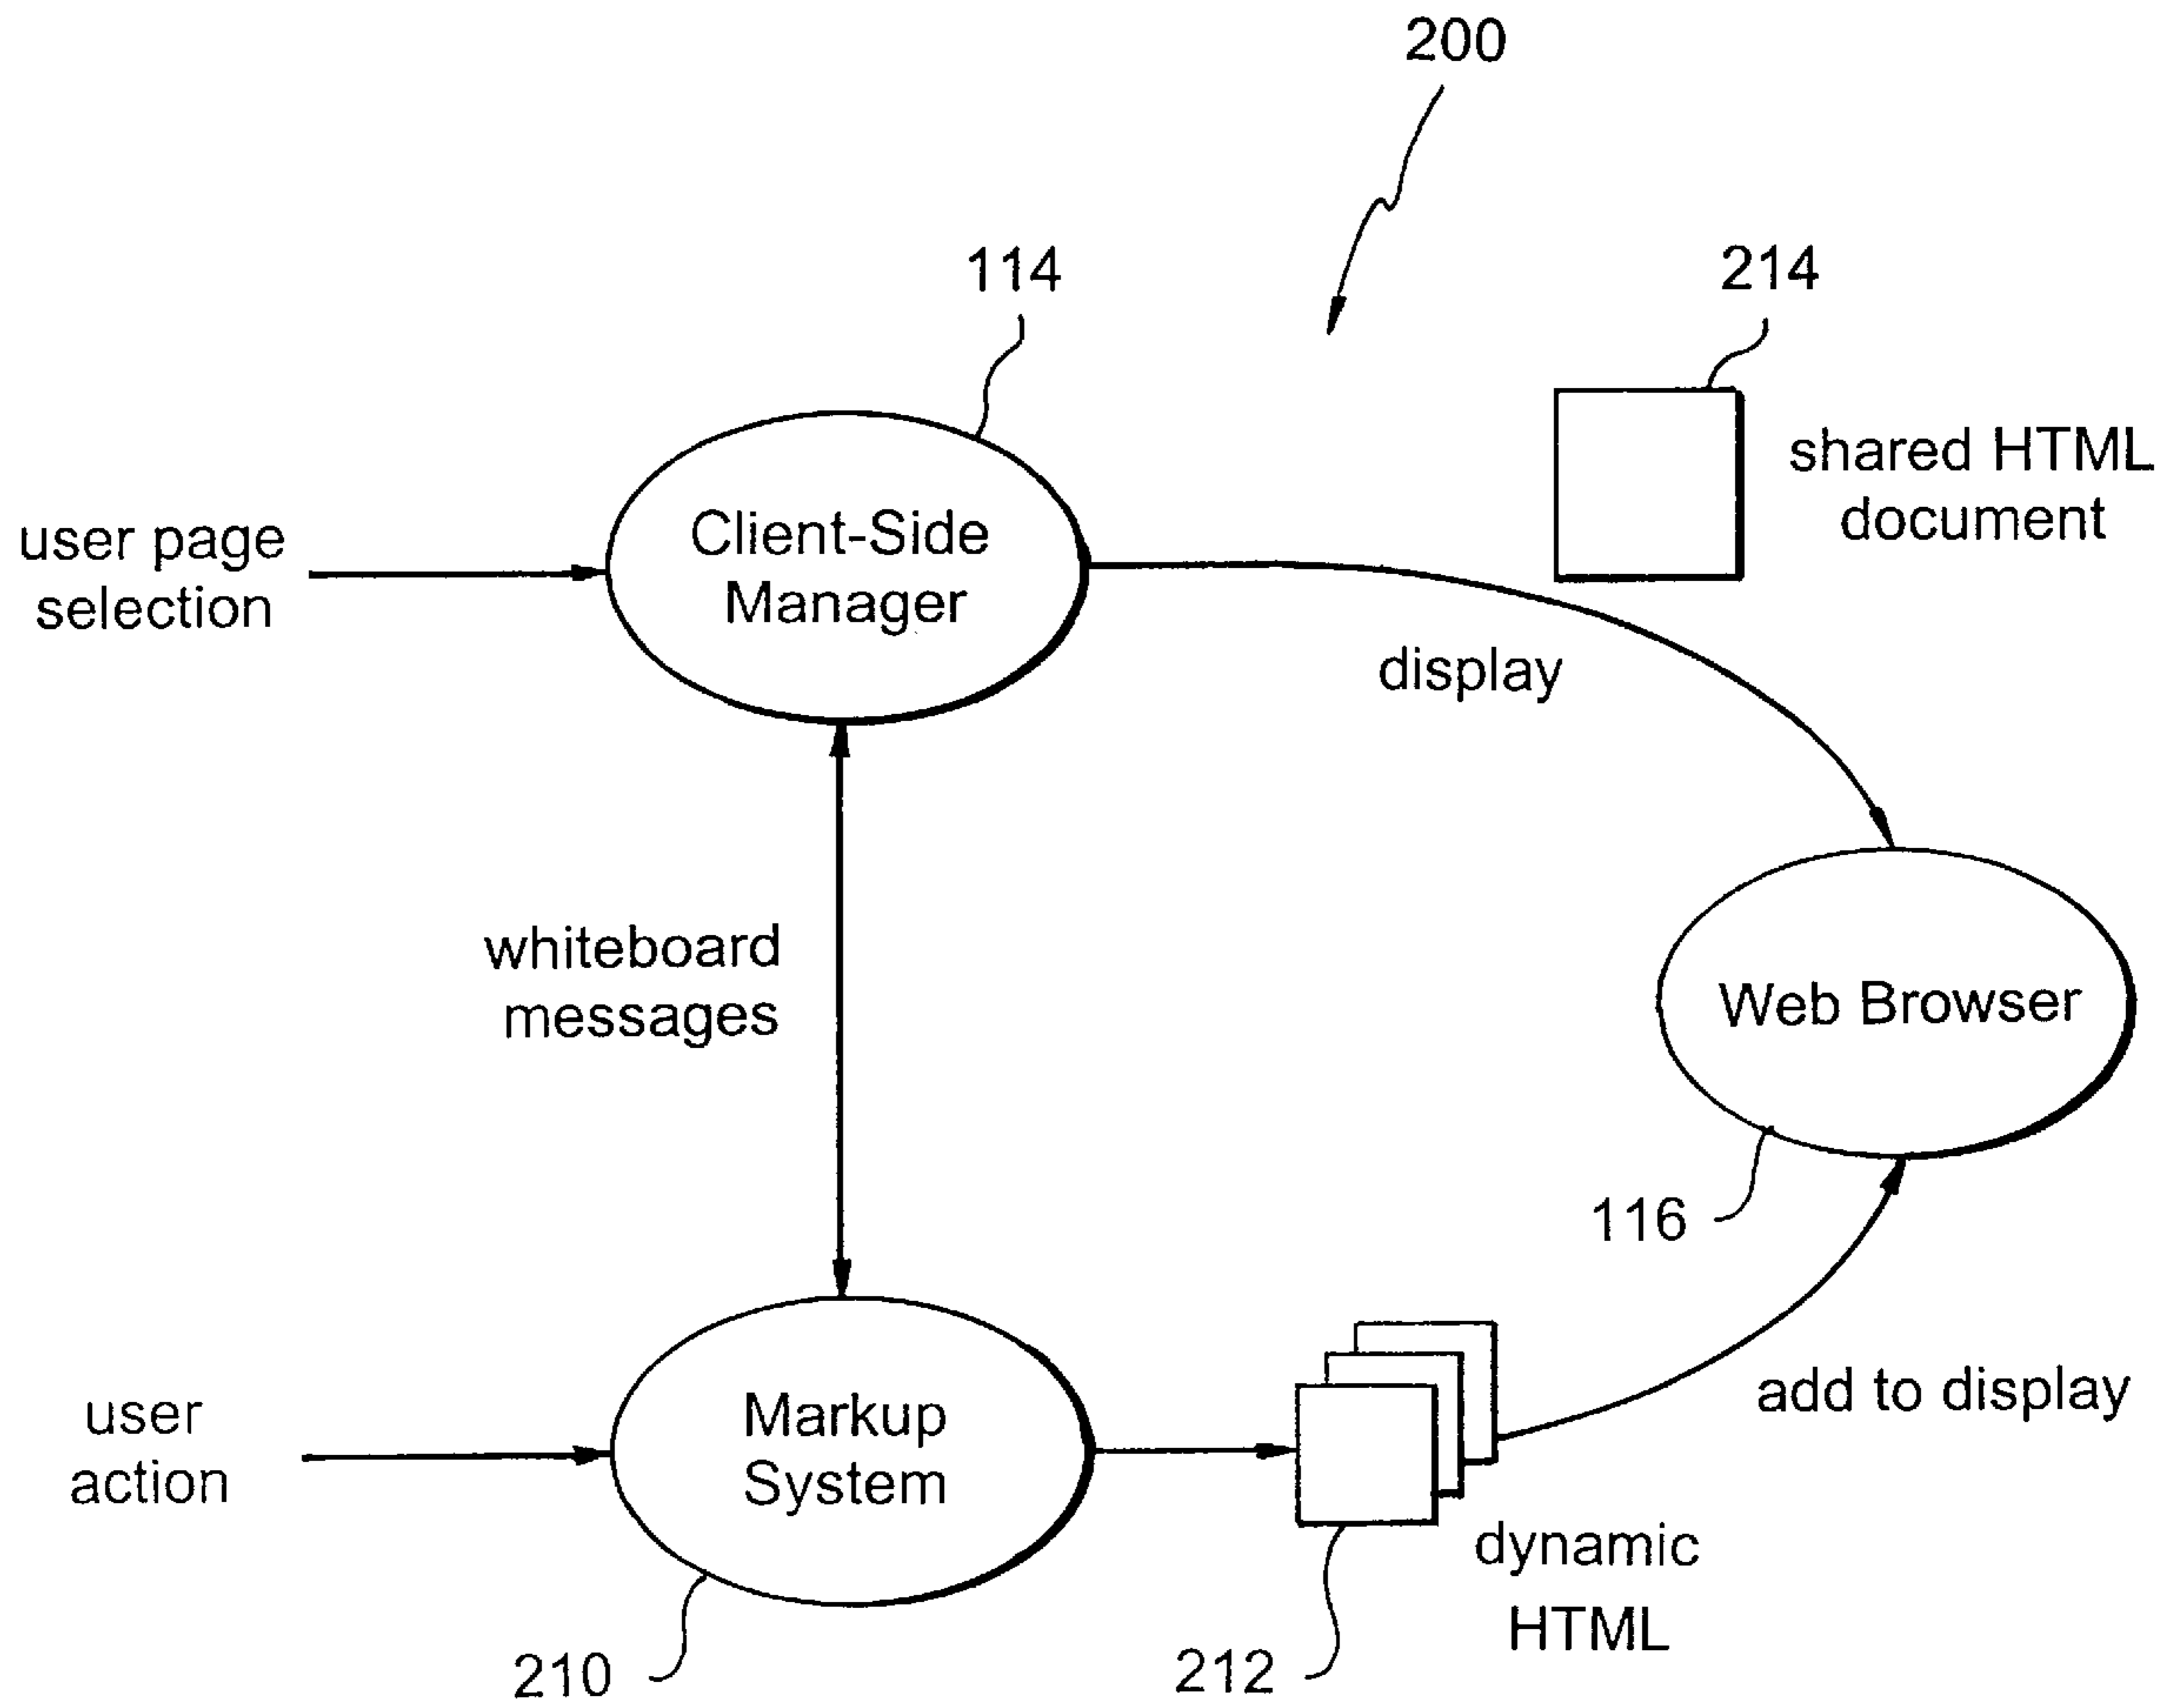 200
114
214
shared HTML
document
user page
selection
Client-Side
Manager
display
whiteboard
messages
Web Browser
116
user
action
Markup
System
add to display
dynamic
HTML
210
212